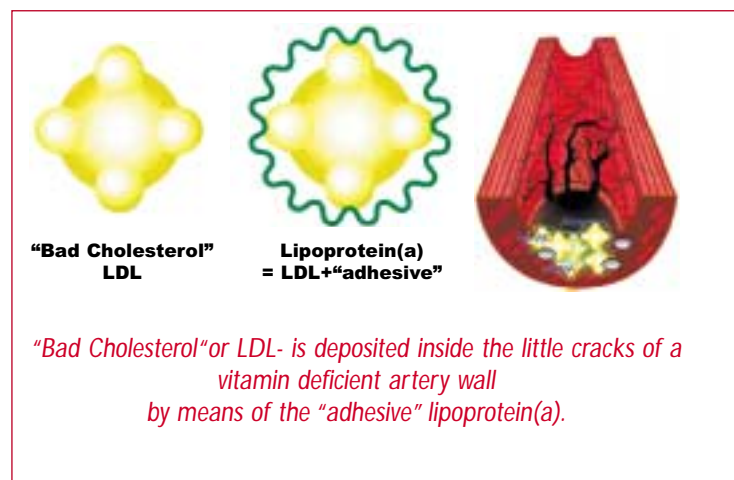 “Bad Cholesterol”
LDL
Lipoprotein(a)
= LDL+“adhesive”
“Bad Cholesterol“or LDL- is deposited inside the little cracks of a
vitamin deficient artery wall
by means of the “adhesive” lipoprotein(a).